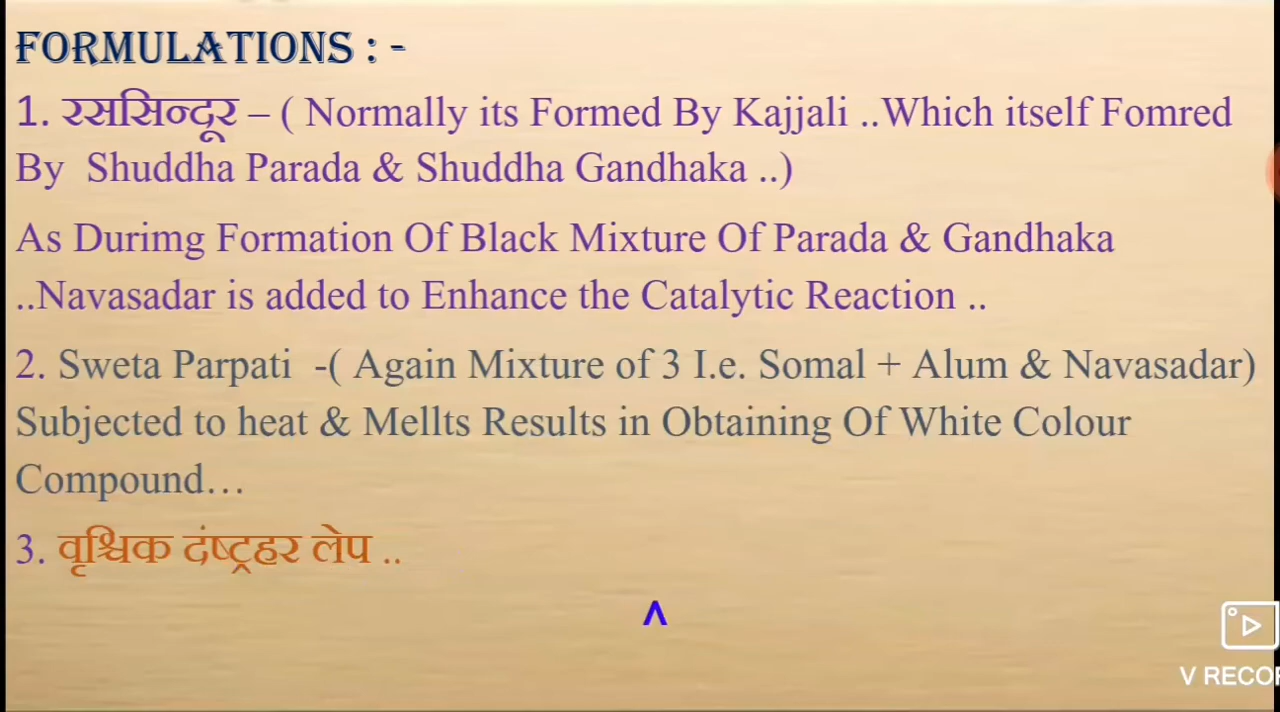 FORMULATIONS : -
1. रससिन्दूर – ( Normally its Formed By Kajjali ..Which itself Fomred
By Shuddha Parada & Shuddha Gandhaka ..)
As Durimg Formation Of Black Mixture Of Parada & Gandhaka
..Navasadar is added to Enhance the Catalytic Reaction ..
2. Sweta Parpati -( Again Mixture of 3 I.e. Somal + Alum & Navasadar)
Subjected to heat & Mellts Results in Obtaining Of White Colour
Compound…
3. वृश्चिक दंष्ट्रहर लेप ..
^
V RECOR